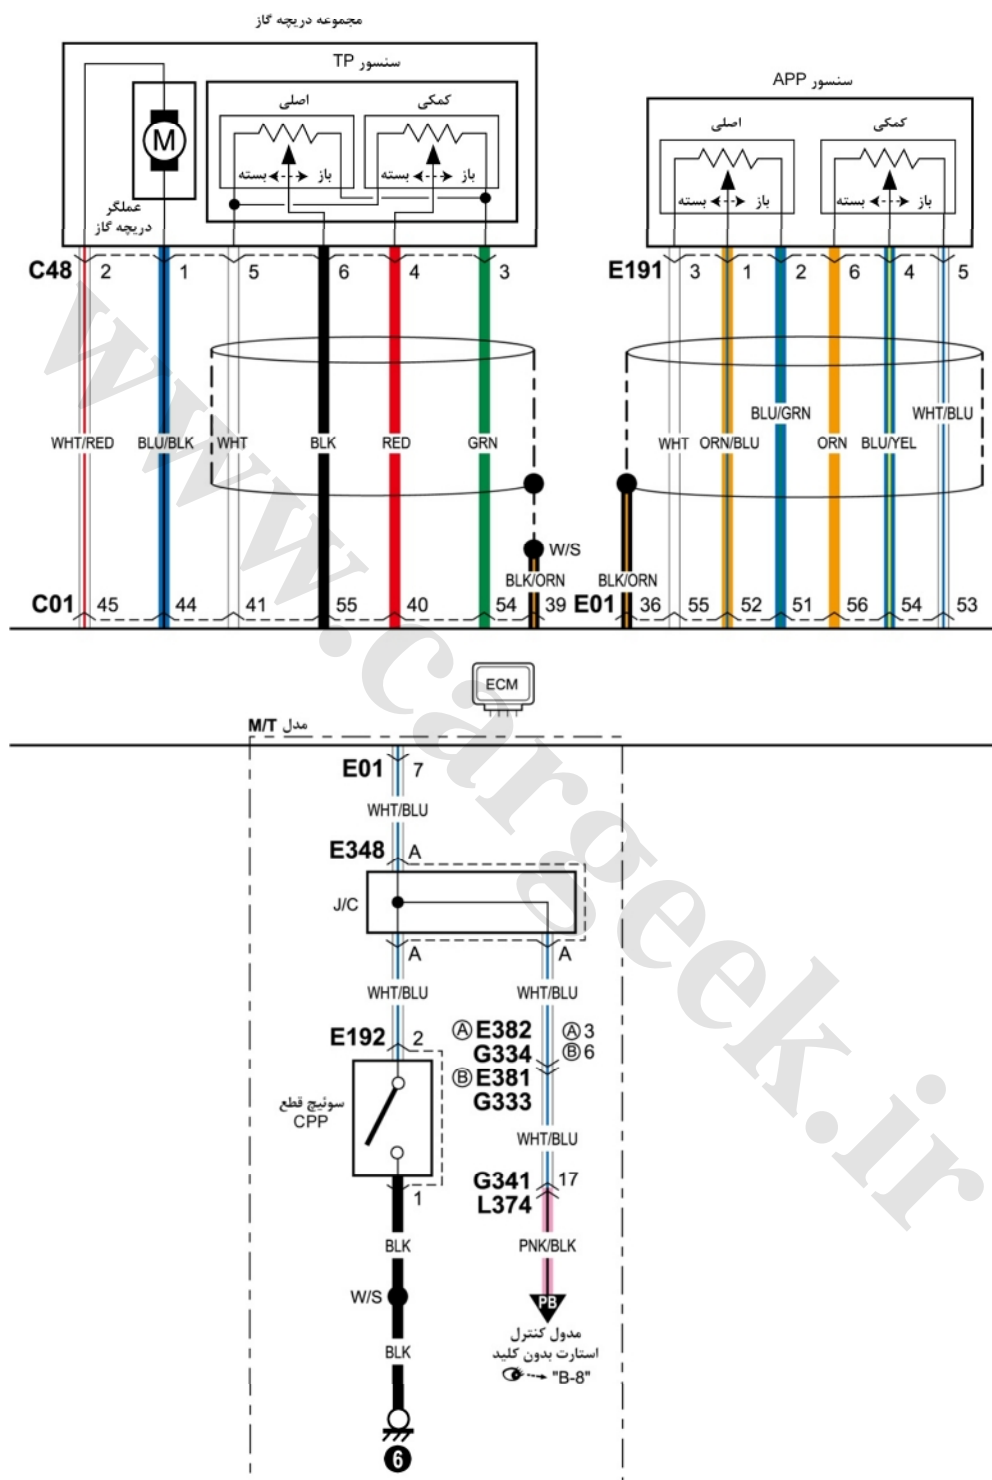 مجموعه دریچه گاز
سنسور TP
اصلی
کمکی
باز
بسته
باز
بسته
M
عملگر
دریچه گاز
سنسور APP
اصلی
کمکی
باز
بسته
باز
بسته
C48 2 1 5 6 4 3
E191 3 1 2 6 4 5
WHT/RED BLU/BLK WHT BLK RED GRN
BLU/GRN WHT/BLU
WHT ORN/BLU ORN BLU/YEL
W/S
BLK/ORN BLK/ORN
C01 45 44 41 55 40 54 39
E01 36 55 52 51 56 54 53
ECM
مدل M/T
E01 7
WHT/BLU
E348 A
J/C
A A
WHT/BLU WHT/BLU
E192 2
Ⓐ E382 Ⓐ 3
G334 Ⓑ 6
Ⓑ E381
G333
سوئیچ قطع
CPP
WHT/BLU
1
G341 17
L374
BLK PNK/BLK
W/S
PB
BLK
مدول کنترل
استارت بدون کلید
"B-8"
6
www.cargeek.ir